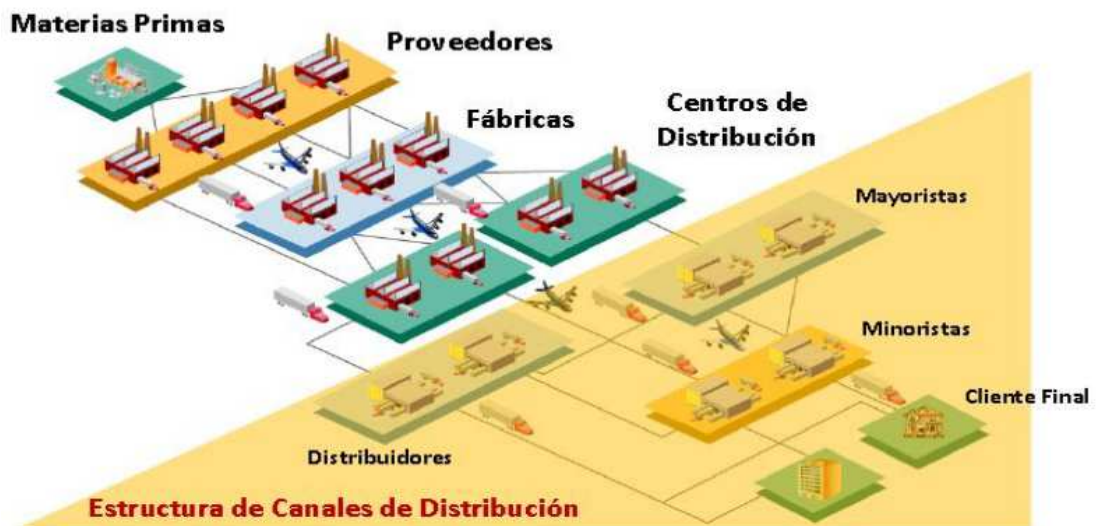 Materias Primas
Proveedores
Fábricas
Centros de
Distribución
Mayoristas
Minoristas
Cliente Final
Distribuidores
Estructura de Canales de Distribución